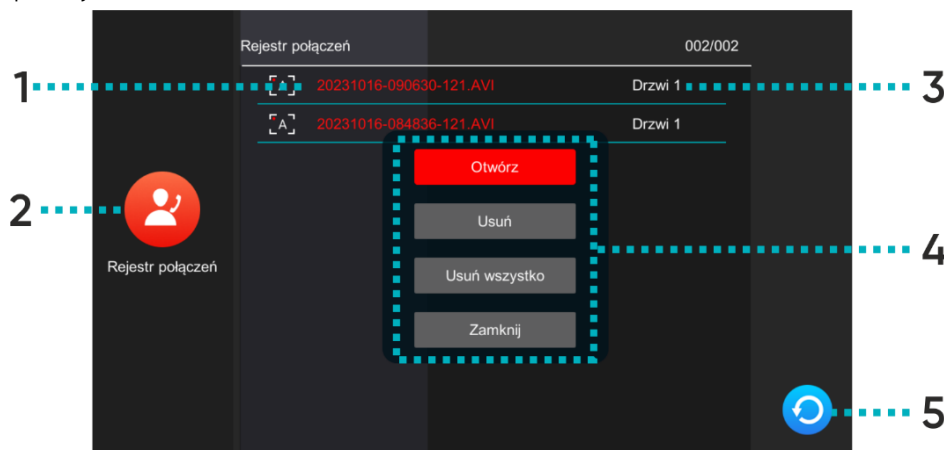 Rejestr połączeń 002/002
1 [A] 20231016-090630-121.AVI Drzwi 1 3
[A] 20231016-084836-121.AVI Drzwi 1
Otwórz
2
Usuń
4
Rejestr połączeń
Usuń wszystko
Zamknij
5